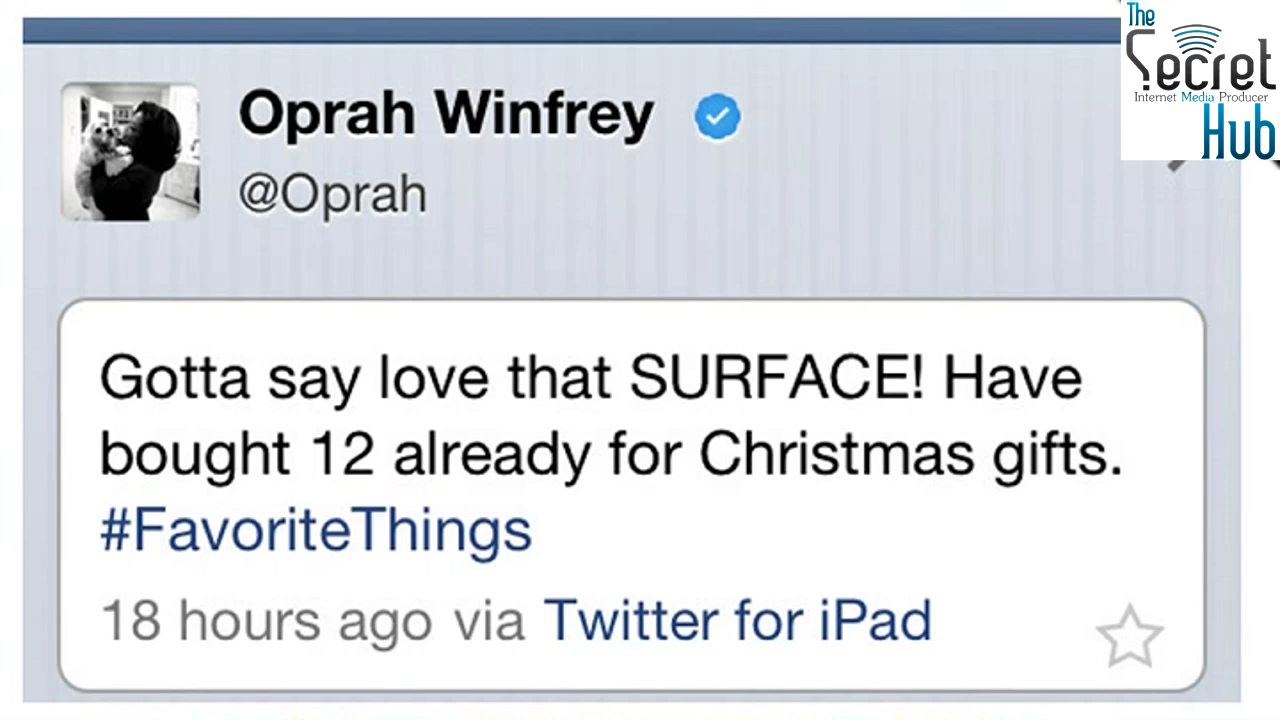 The
Secret
Internet Media Producer
Hub
Oprah Winfrey
@Oprah
Gotta say love that SURFACE! Have
bought 12 already for Christmas gifts.
#FavoriteThings
18 hours ago via Twitter for iPad